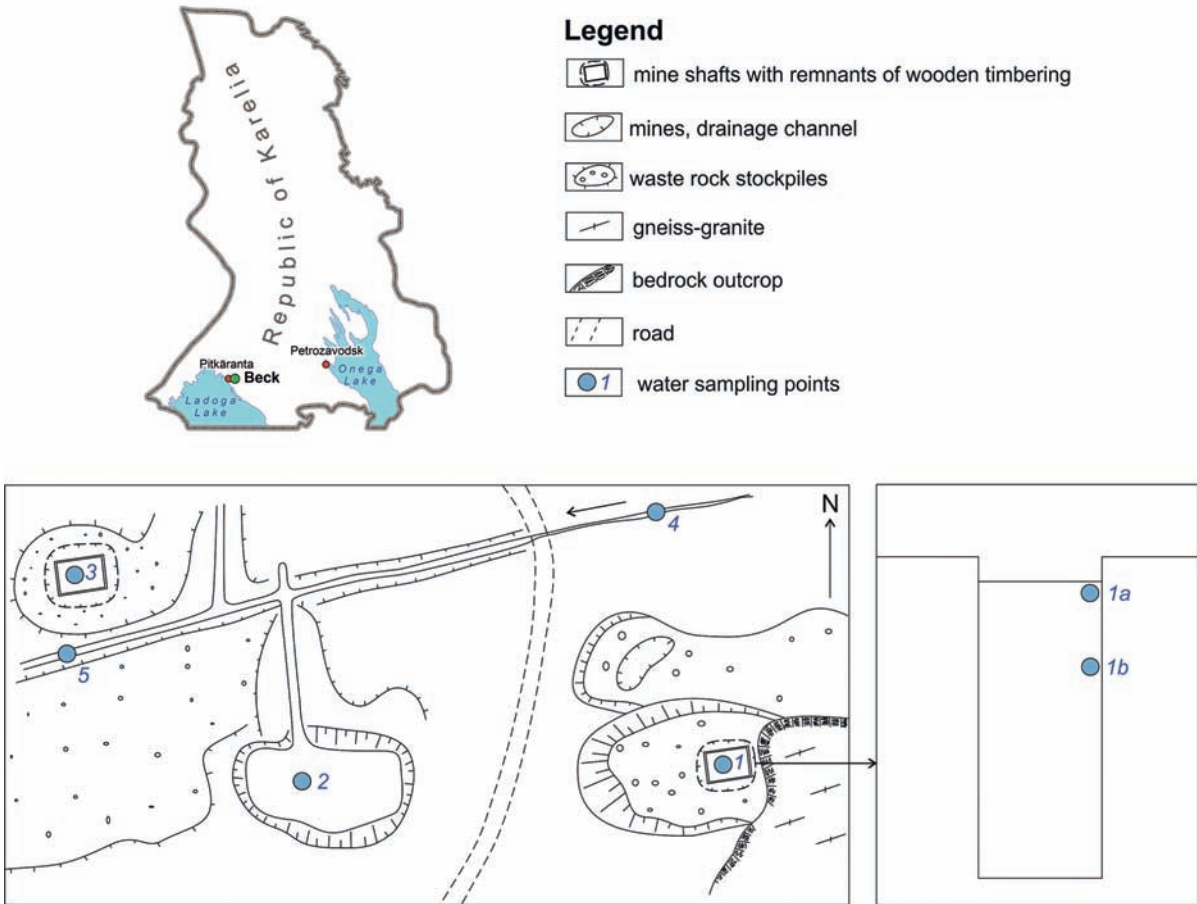 Republic of Karelia
Petrozavodsk
Pitkäranta
Beck
Onega
Lake
Ladoga
Lake
Legend
mine shafts with remnants of wooden timbering
mines, drainage channel
waste rock stockpiles
gneiss-granite
bedrock outcrop
road
1 water sampling points
N
4
3
5
2
1
1a
1b